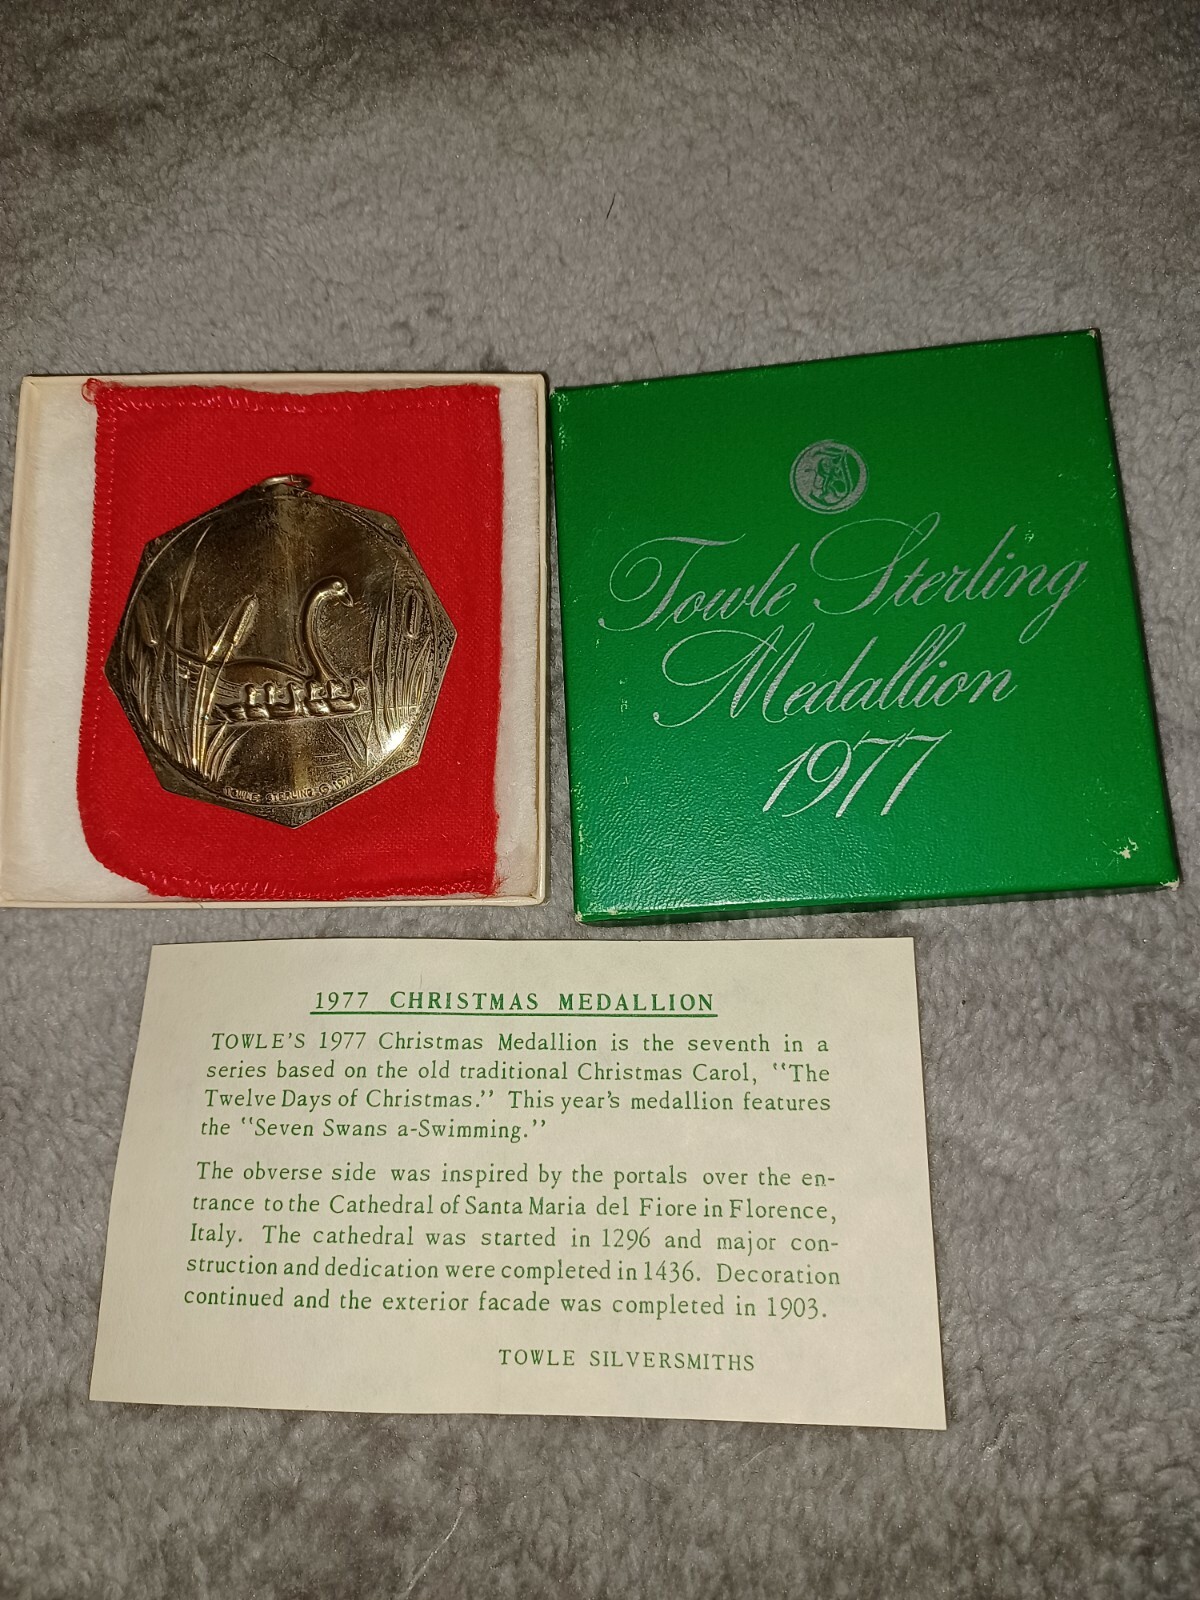 TOWLE STERLING © 1977
Towle Sterling
Medallion
1977
1977 CHRISTMAS MEDALLION
TOWLE'S 1977 Christmas Medallion is the seventh in a
series based on the old traditional Christmas Carol, "The
Twelve Days of Christmas." This year's medallion features
the "Seven Swans a-Swimming."
The obverse side was inspired by the portals over the en-
trance to the Cathedral of Santa Maria del Fiore in Florence,
Italy. The cathedral was started in 1296 and major con-
struction and dedication were completed in 1436. Decoration
continued and the exterior facade was completed in 1903.
TOWLE SILVERSMITHS